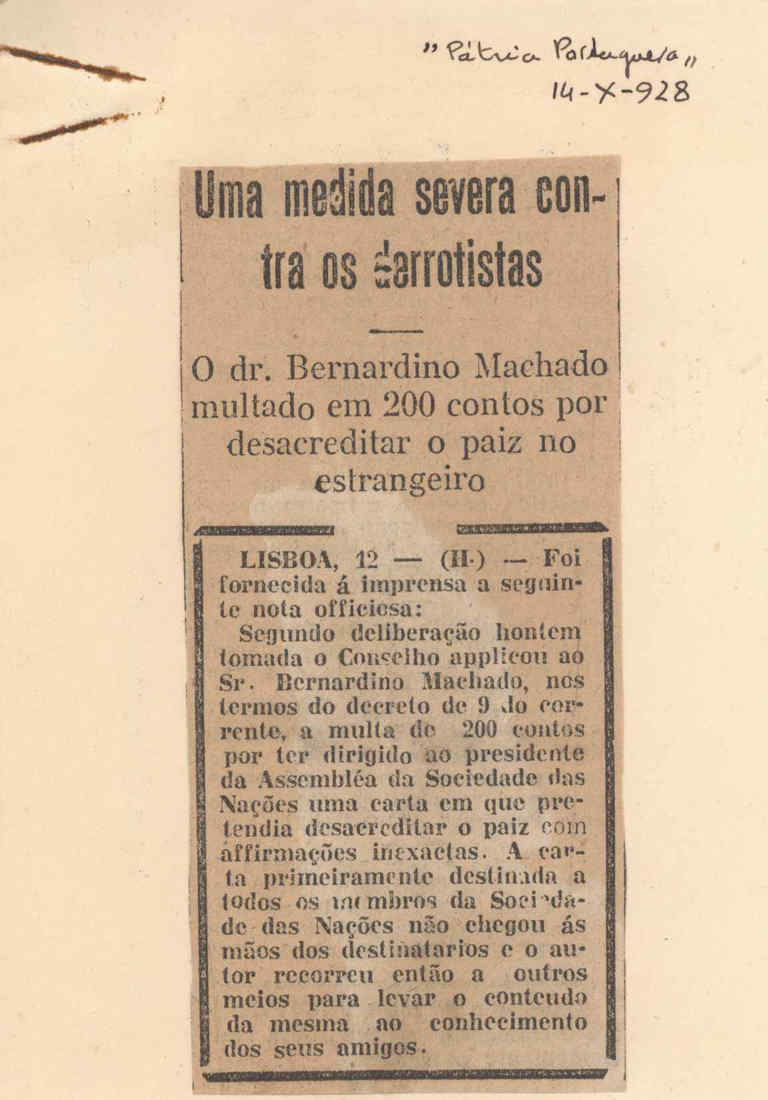 "Pátria Portuguesa"
14-X-928
Uma medida severa con-
tra os derrotistas
O dr. Bernardino Machado
multado em 200 contos por
desacreditar o paiz no
estrangeiro
LISBOA, 12 — (H.) — Foi
fornecida á imprensa a seguin-
te nota officiosa:
Segundo deliberação hontem
tomada o Conselho applicou ao
Sr. Bernardino Machado, nos
termos do decreto de 9 do cor-
rente, a multa de 200 contos
por ter dirigido ao presidente
da Assembléa da Sociedade das
Nações uma carta em que pre-
tendia desacreditar o paiz com
affirmações inexactas. A car-
ta primeiramente destinada a
todos os membros da Socieda-
de das Nações não chegou ás
mãos dos destinatarios e o au-
tor recorreu então a outros
meios para levar o conteudo
da mesma ao conhecimento
dos seus amigos.